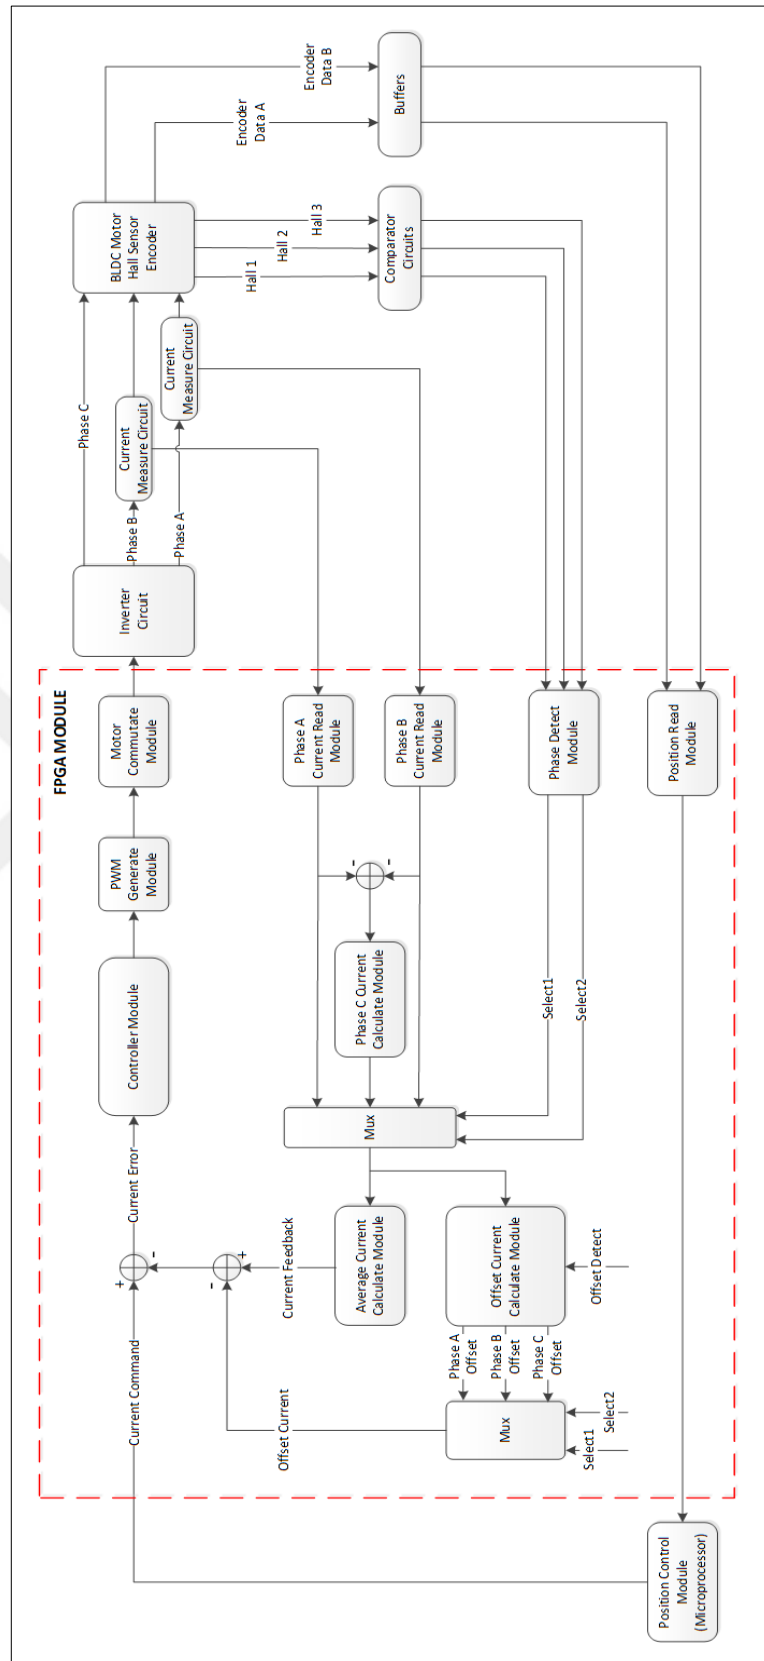 FPGA MODULE
Current Command
+
-
Current Error
Controller Module
PWM
Generate
Module
Motor
Commutate
Module
Inverter
Circuit
Phase C
Phase B
Phase A
Current
Measure Circuit
Current
Measure Circuit
BLDC Motor
Hall Sensor
Encoder
Offset Current
-
+
Current Feedback
Average Current
Calculate Module
Mux
Phase C Current
Calculate Module
-
-
Phase A
Current Read
Module
Phase B
Current Read
Module
Hall 1
Hall 2
Hall 3
Encoder
Data A
Encoder
Data B
Comparator
Circuits
Buffers
Mux
Phase A
Offset
Phase B
Offset
Phase C
Offset
Offset Current
Calculate Module
Select1
Select2
Offset Detect
Select1
Select2
Phase Detect
Module
Position Control
Module
(Microprocessor)
Position Read
Module